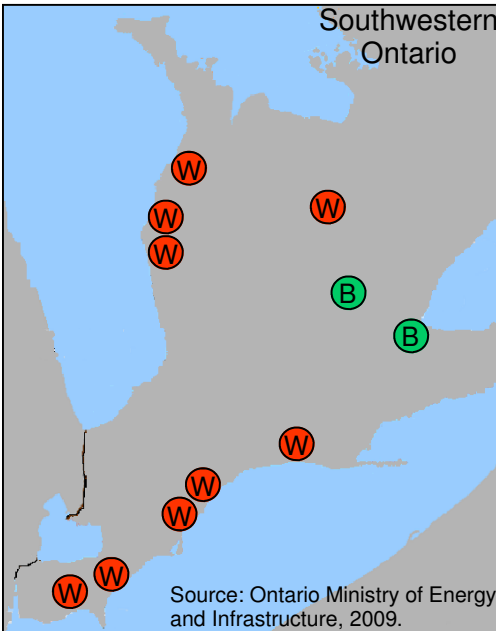 Southwestern
Ontario
W
W
W
W
B
B
W
W
W
W
W
Source: Ontario Ministry of Energy
and Infrastructure, 2009.